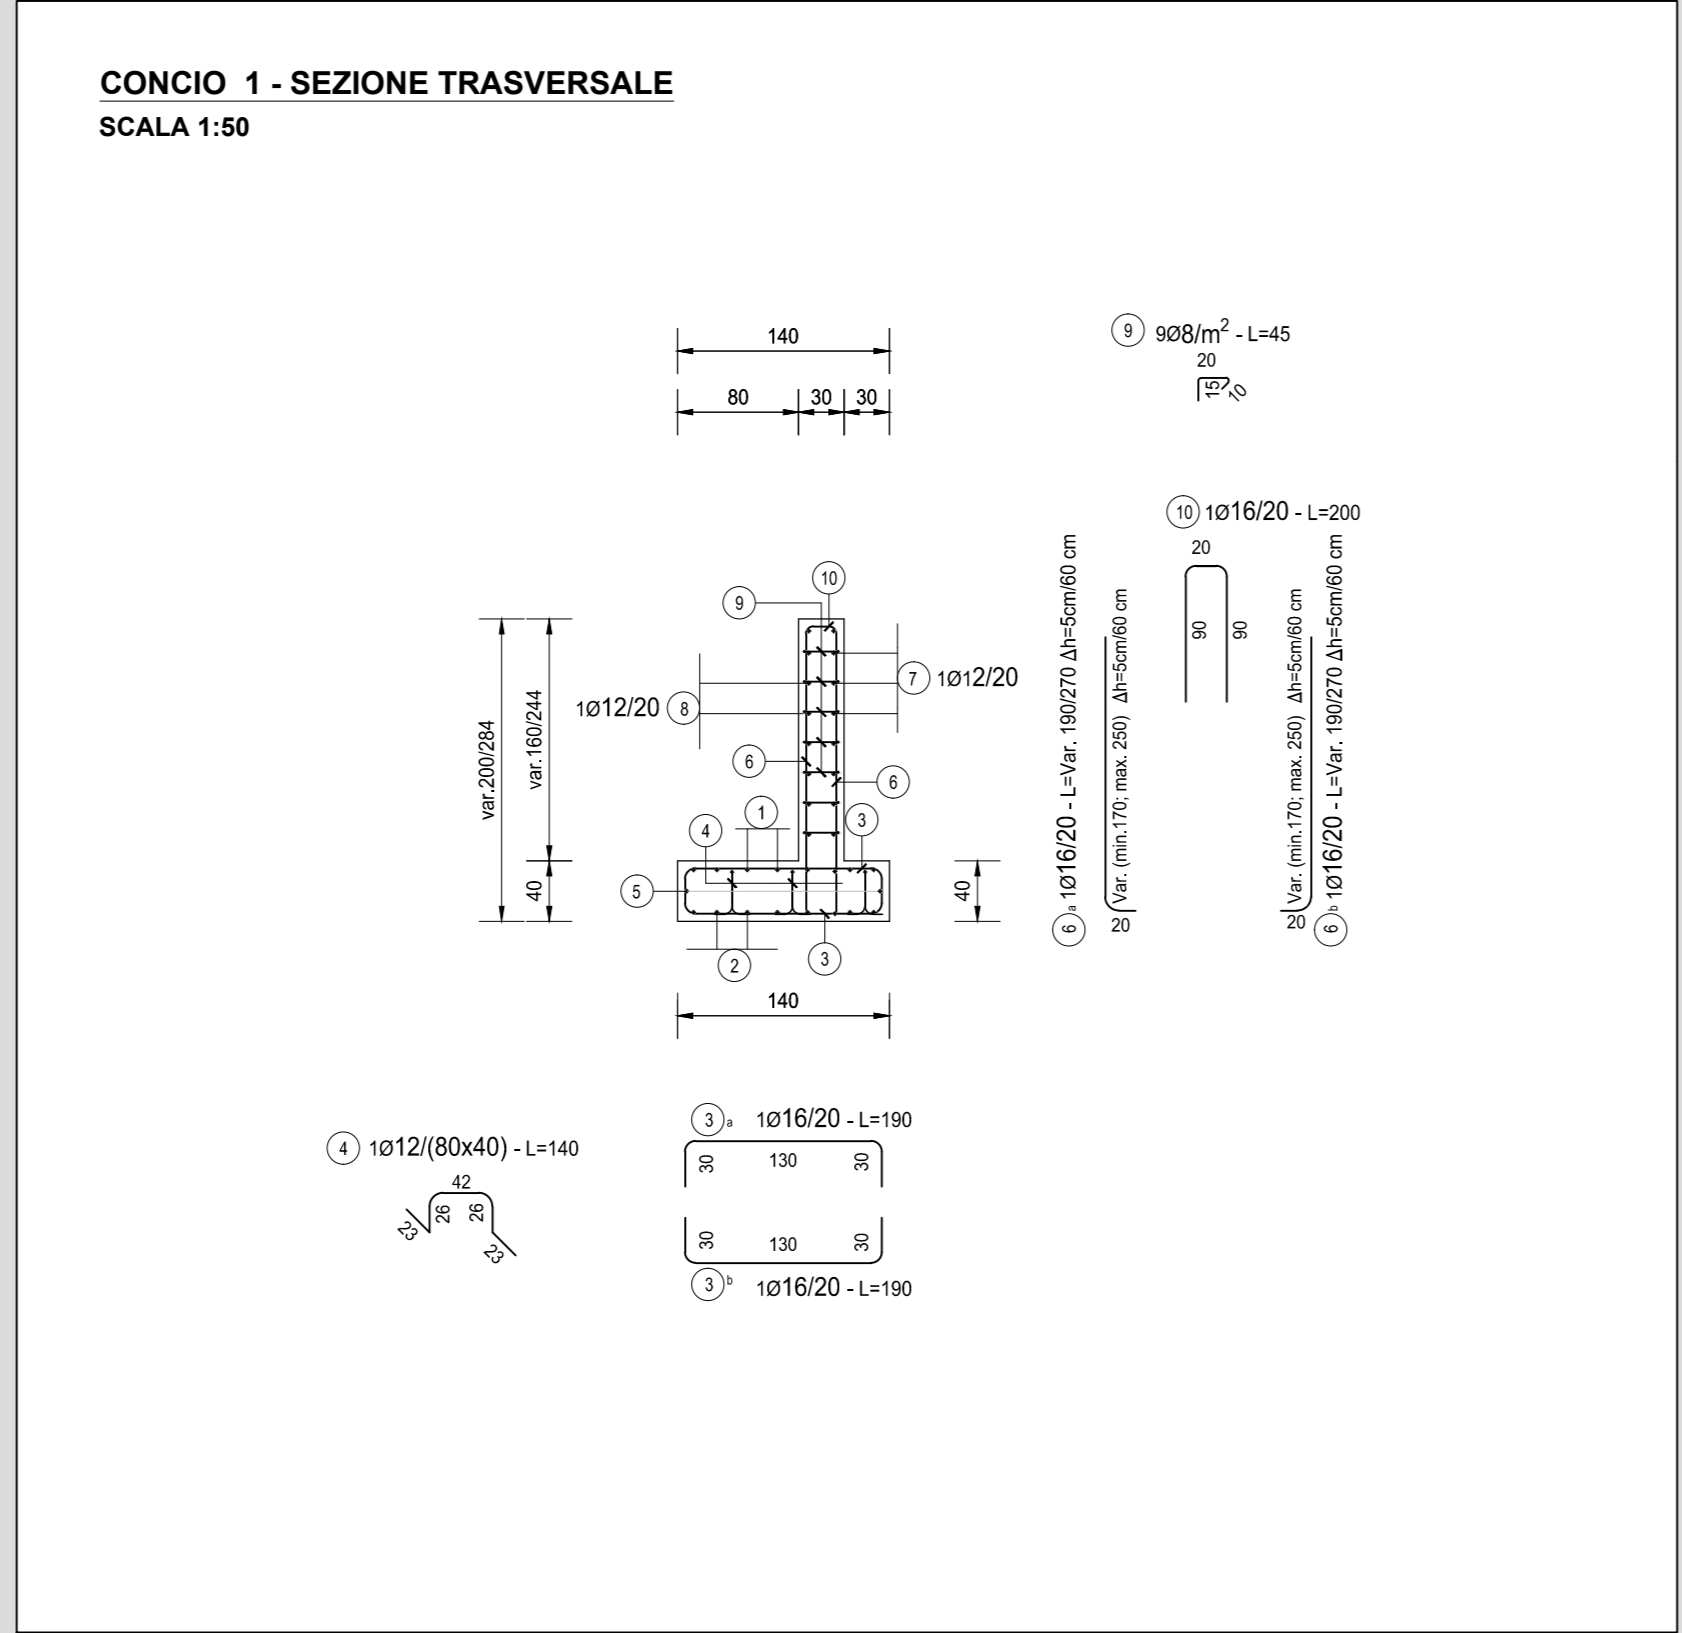 CONCIO 1 - SEZIONE TRASVERSALE
SCALA 1:50
140
80 30 30
9 9Ø8/m² - L=45
20
15 10
10 1Ø16/20 - L=200
20
90 90
6 a 1Ø16/20 - L=Var. 190/270 Δh=5cm/60 cm
Var. (min.170; max. 250) Δh=5cm/60 cm
20
Var. (min.170; max. 250) Δh=5cm/60 cm
20
6 b 1Ø16/20 - L=Var. 190/270 Δh=5cm/60 cm
10
9
7 1Ø12/20
1Ø12/20 8
var.200/284
var.160/244
6
6
1
3
4
5
40
40
2
3
140
3 a 1Ø16/20 - L=190
30 130 30
30 130 30
3 b 1Ø16/20 - L=190
4 1Ø12/(80x40) - L=140
42
26 26
23
23